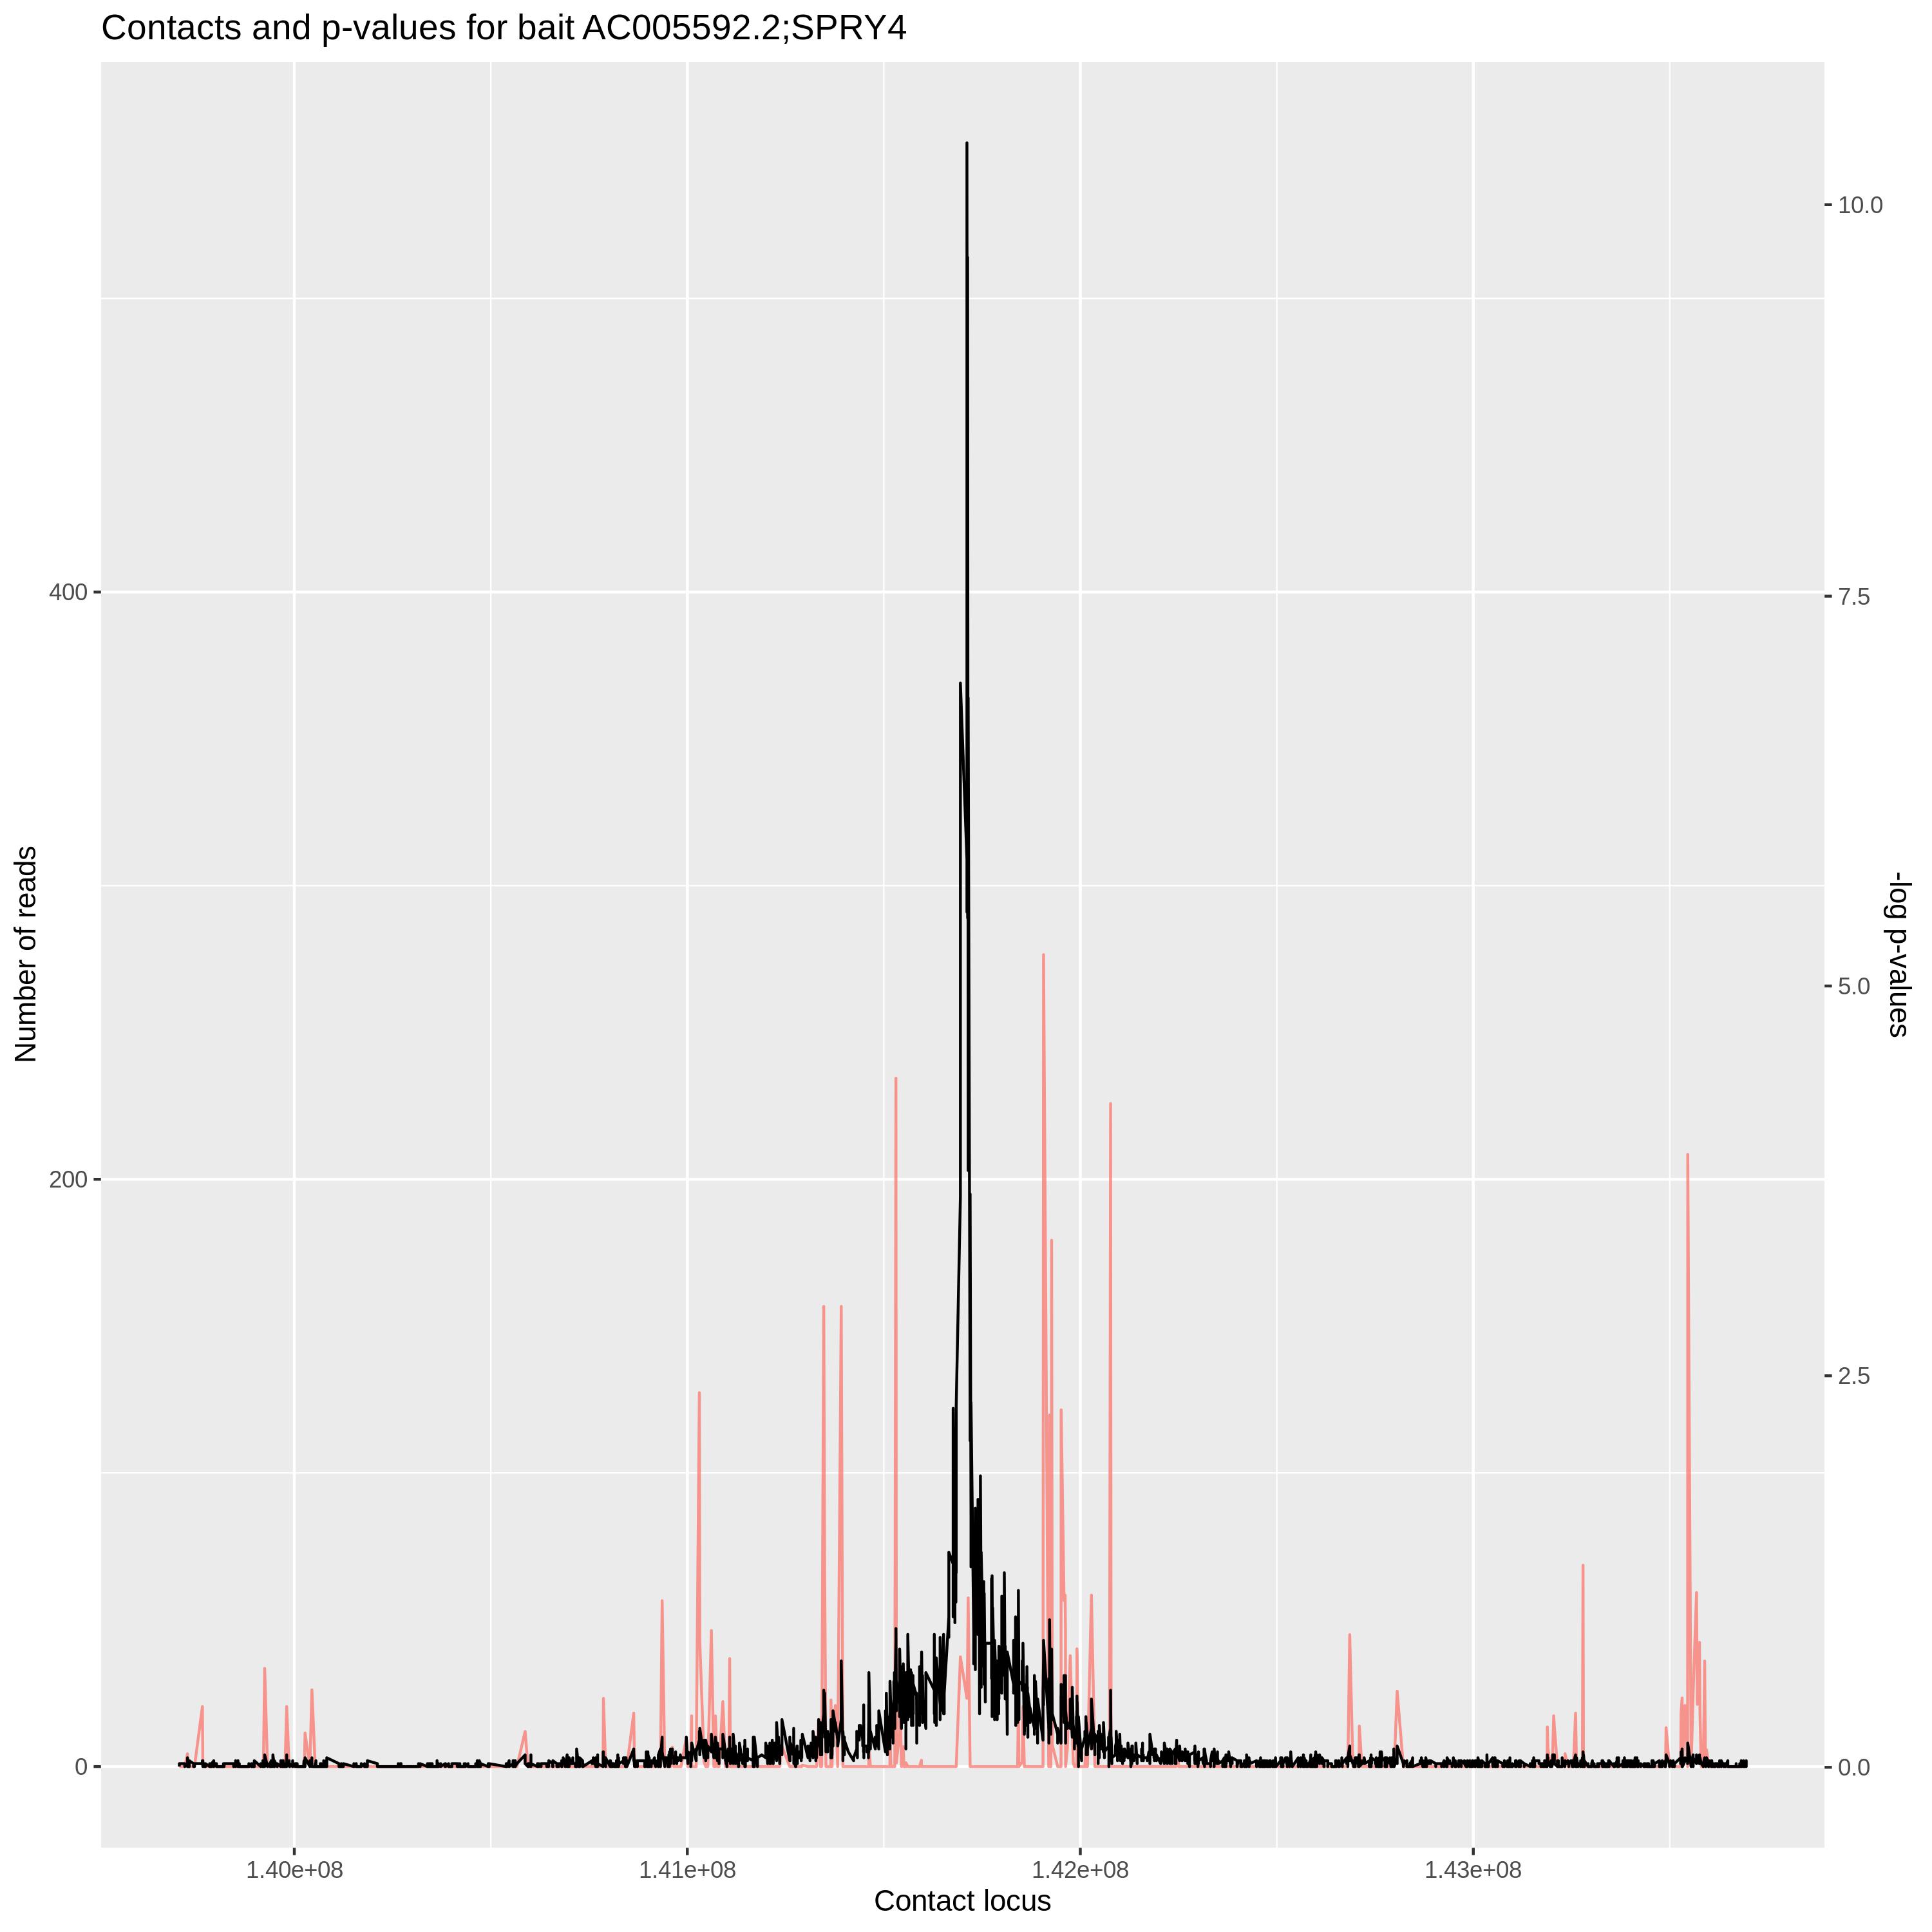 Contacts and p-values for bait AC005592.2;SPRY4
Number of reads
400
200
0
10.0
7.5
5.0
2.5
0.0
-log p-values
1.40e+08 1.41e+08 1.42e+08 1.43e+08
Contact locus